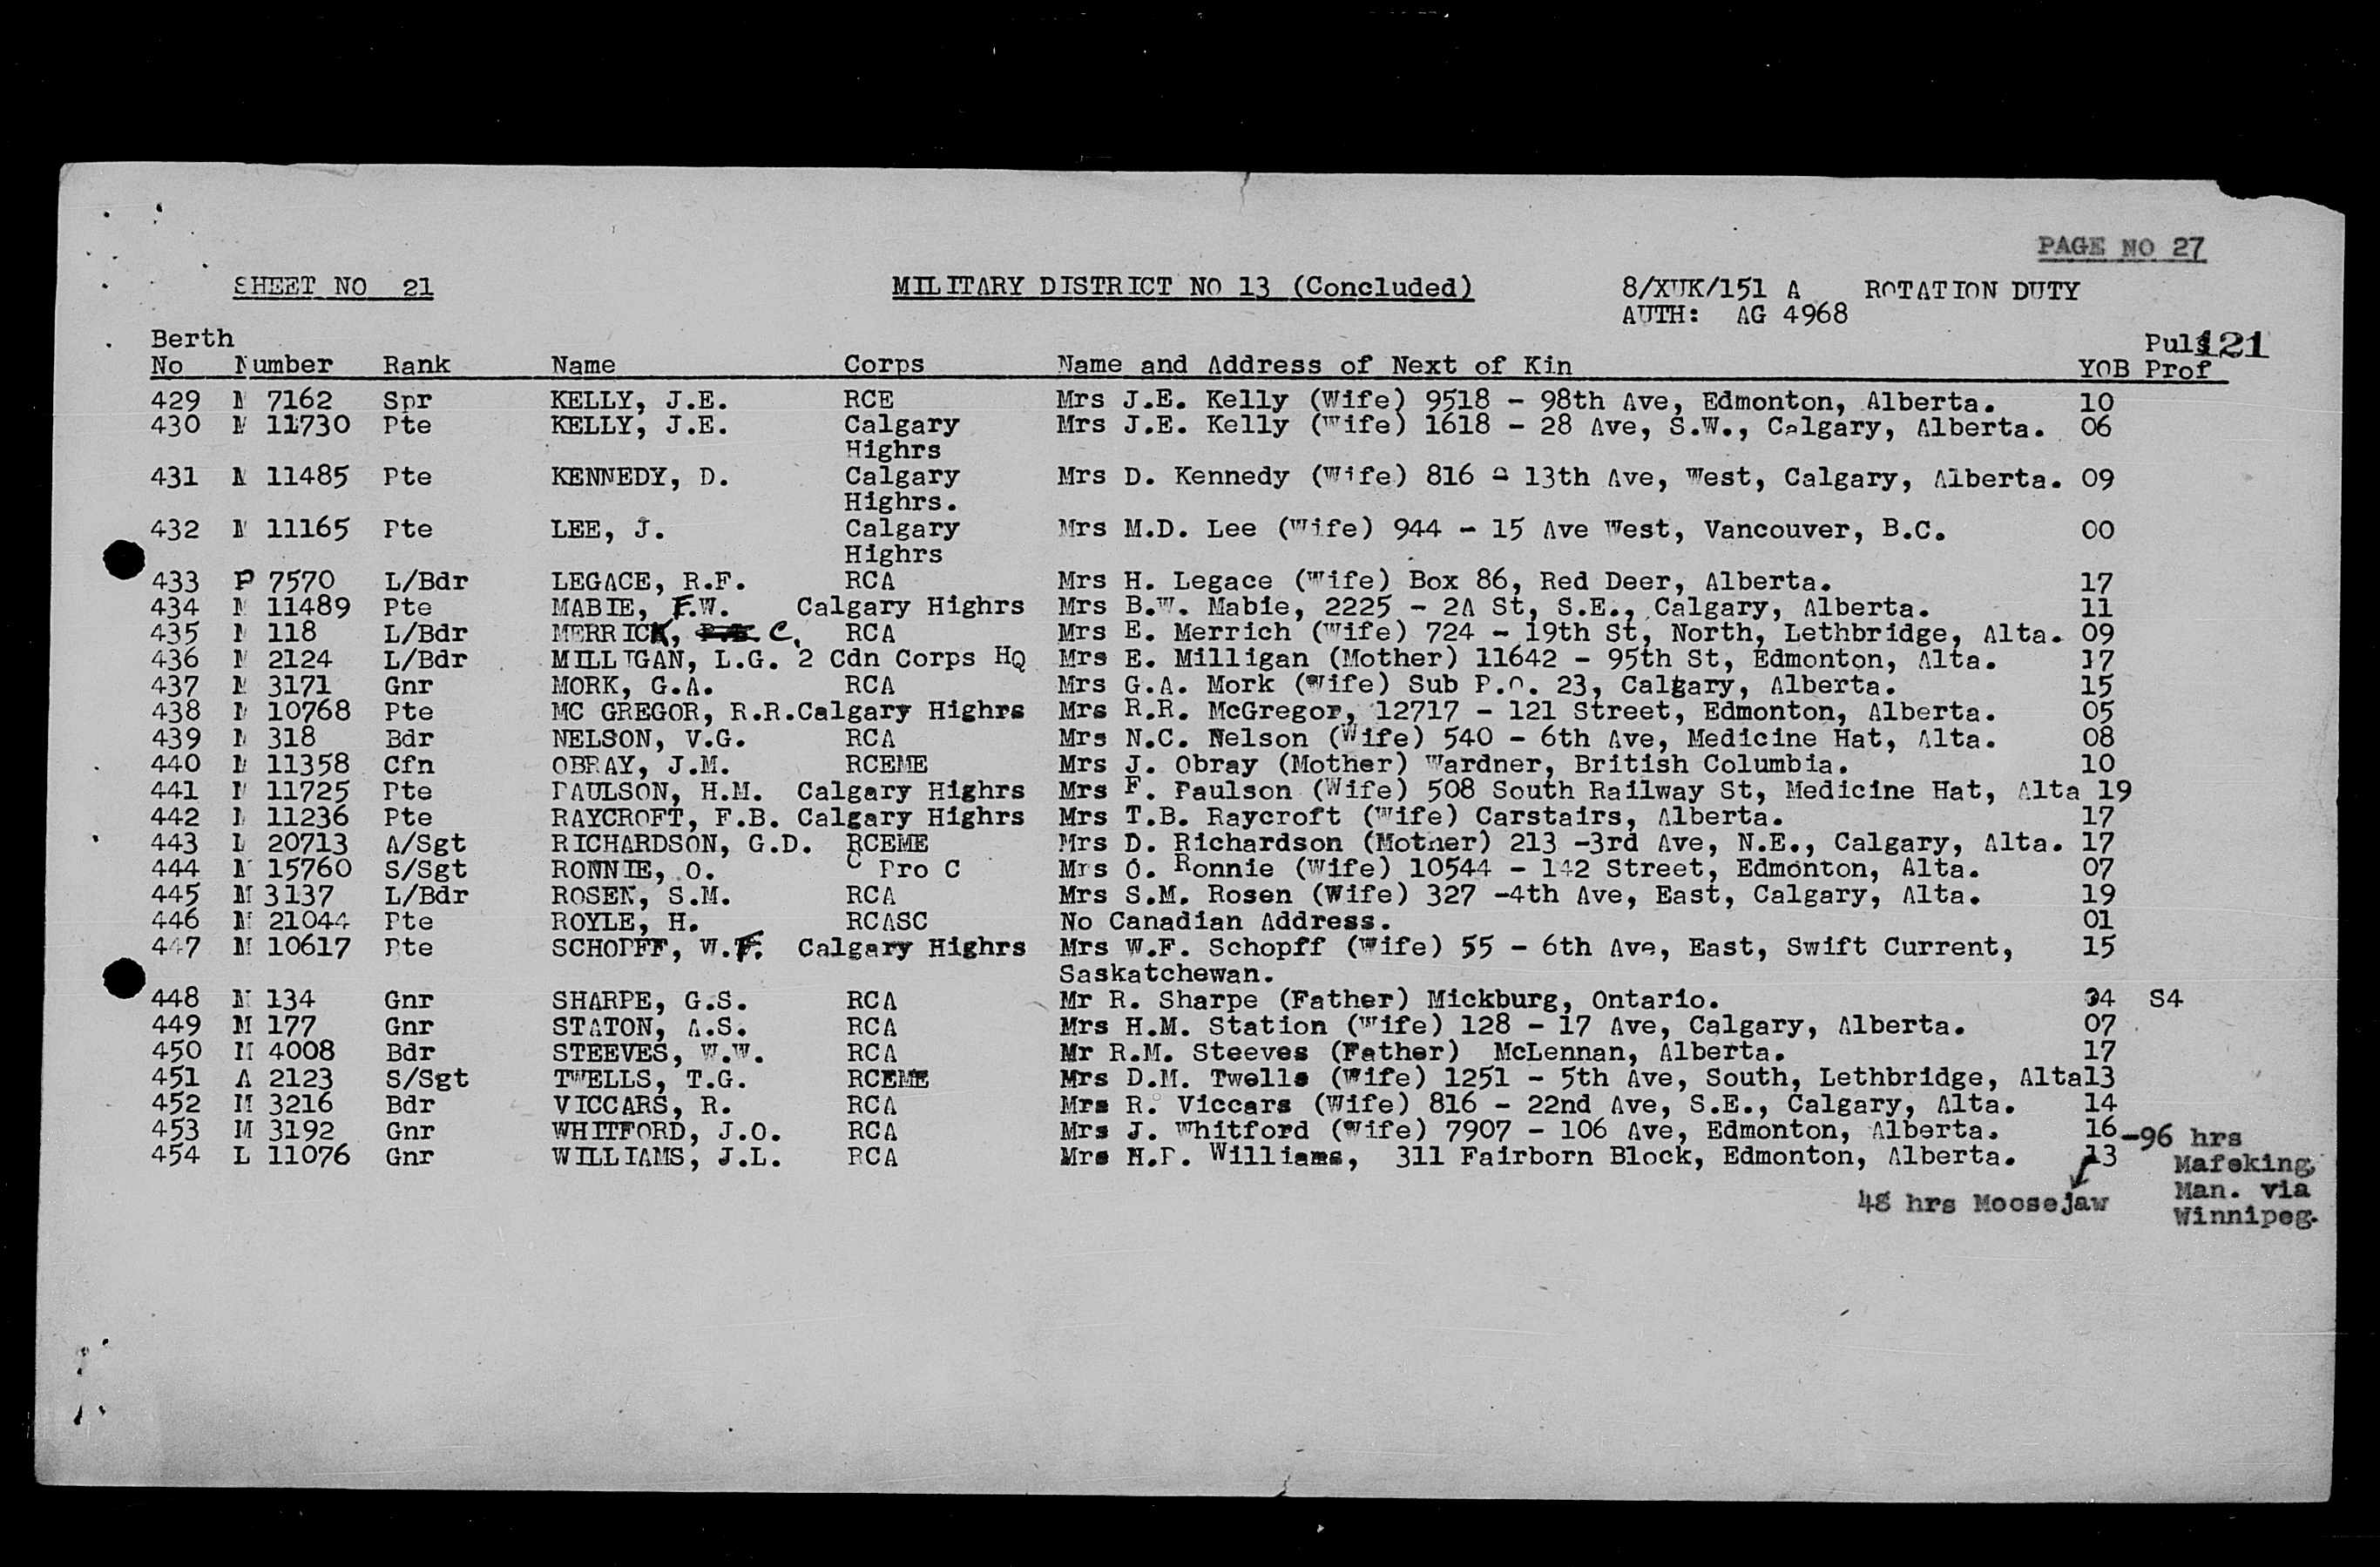 PAGE NO 27
SHEET NO 21 MILITARY DISTRICT NO 13 (Concluded) 8/XUK/151 A ROTATION DUTY
AUTH: AG 4968
Berth Pulh 121
No Number Rank Name Corps Name and Address of Next of Kin YOB Prof
429 M 7162 Spr KELLY, J.E. RCE Mrs J.E. Kelly (Wife) 9518 - 98th Ave, Edmonton, Alberta. 10
430 M 11730 Pte KELLY, J.E. Calgary Mrs J.E. Kelly (Wife) 1618 - 28 Ave, S.W., Calgary, Alberta. 06
Highrs
431 M 11485 Pte KENNEDY, D. Calgary Mrs D. Kennedy (Wife) 816 - 13th Ave, West, Calgary, Alberta. 09
Highrs.
432 M 11165 Pte LEE, J. Calgary Mrs M.D. Lee (Wife) 944 - 15 Ave West, Vancouver, B.C. 00
Highrs
433 P 7570 L/Bdr LEGACE, R.F. RCA Mrs H. Legace (Wife) Box 86, Red Deer, Alberta. 17
434 M 11489 Pte MABIE, F.W. Calgary Highrs Mrs B.W. Mabie, 2225 - 2A St, S.E., Calgary, Alberta. 11
435 M 118 L/Bdr MERRICK, C. RCA Mrs E. Merrich (Wife) 724 - 19th St, North, Lethbridge, Alta. 09
436 M 2124 L/Bdr MILLIGAN, L.G. 2 Cdn Corps HQ Mrs E. Milligan (Mother) 11642 - 95th St, Edmonton, Alta. 17
437 M 3171 Gnr MORK, G.A. RCA Mrs G.A. Mork (Wife) Sub P.O. 23, Calgary, Alberta. 15
438 M 10768 Pte MC GREGOR, R.R. Calgary Highrs Mrs R.R. McGregor, 12717 - 121 Street, Edmonton, Alberta. 05
439 M 318 Bdr NELSON, V.G. RCA Mrs N.C. Nelson (Wife) 540 - 6th Ave, Medicine Hat, Alta. 08
440 M 11358 Cfn OBRAY, J.M. RCEME Mrs J. Obray (Mother) Wardner, British Columbia. 10
441 M 11725 Pte PAULSON, H.M. Calgary Highrs Mrs F. Paulson (Wife) 508 South Railway St, Medicine Hat, Alta 19
442 M 11236 Pte RAYCROFT, F.B. Calgary Highrs Mrs T.B. Raycroft (Wife) Carstairs, Alberta. 17
443 L 20713 A/Sgt RICHARDSON, G.D. RCEME Mrs D. Richardson (Mother) 213 -3rd Ave, N.E., Calgary, Alta. 17
444 M 15760 S/Sgt RONNIE, O. C Pro C Mrs O. Ronnie (Wife) 10544 - 142 Street, Edmonton, Alta. 07
445 M 3137 L/Bdr ROSEN, S.M. RCA Mrs S.M. Rosen (Wife) 327 -4th Ave, East, Calgary, Alta. 19
446 M 21044 Pte ROYLE, H. RCASC No Canadian Address. 01
447 M 10617 Pte SCHOPFF, W.F. Calgary Highrs Mrs W.F. Schopff (Wife) 55 - 6th Ave, East, Swift Current, 15
Saskatchewan.
448 M 134 Gnr SHARPE, G.S. RCA Mr R. Sharpe (Father) Mickburg, Ontario. 04 S4
449 M 177 Gnr STATON, A.S. RCA Mrs H.M. Station (Wife) 128 - 17 Ave, Calgary, Alberta. 07
450 M 4008 Bdr STEEVES, W.W. RCA Mr R.M. Steeves (Father) McLennan, Alberta. 17
451 A 2123 S/Sgt TWELLS, T.G. RCEME Mrs D.M. Twells (Wife) 1251 - 5th Ave, South, Lethbridge, Alta13
452 M 3216 Bdr VICCARS, R. RCA Mrs R. Viccars (Wife) 816 - 22nd Ave, S.E., Calgary, Alta. 14
453 M 3192 Gnr WHITFORD, J.O. RCA Mrs J. Whitford (Wife) 7907 - 106 Ave, Edmonton, Alberta. 16 -96 hrs
454 L 11076 Gnr WILLIAMS, J.L. RCA Mrs H.P. Williams, 311 Fairborn Block, Edmonton, Alberta. 13 Mafeking,
48 hrs Moosejaw Man. via
Winnipeg.